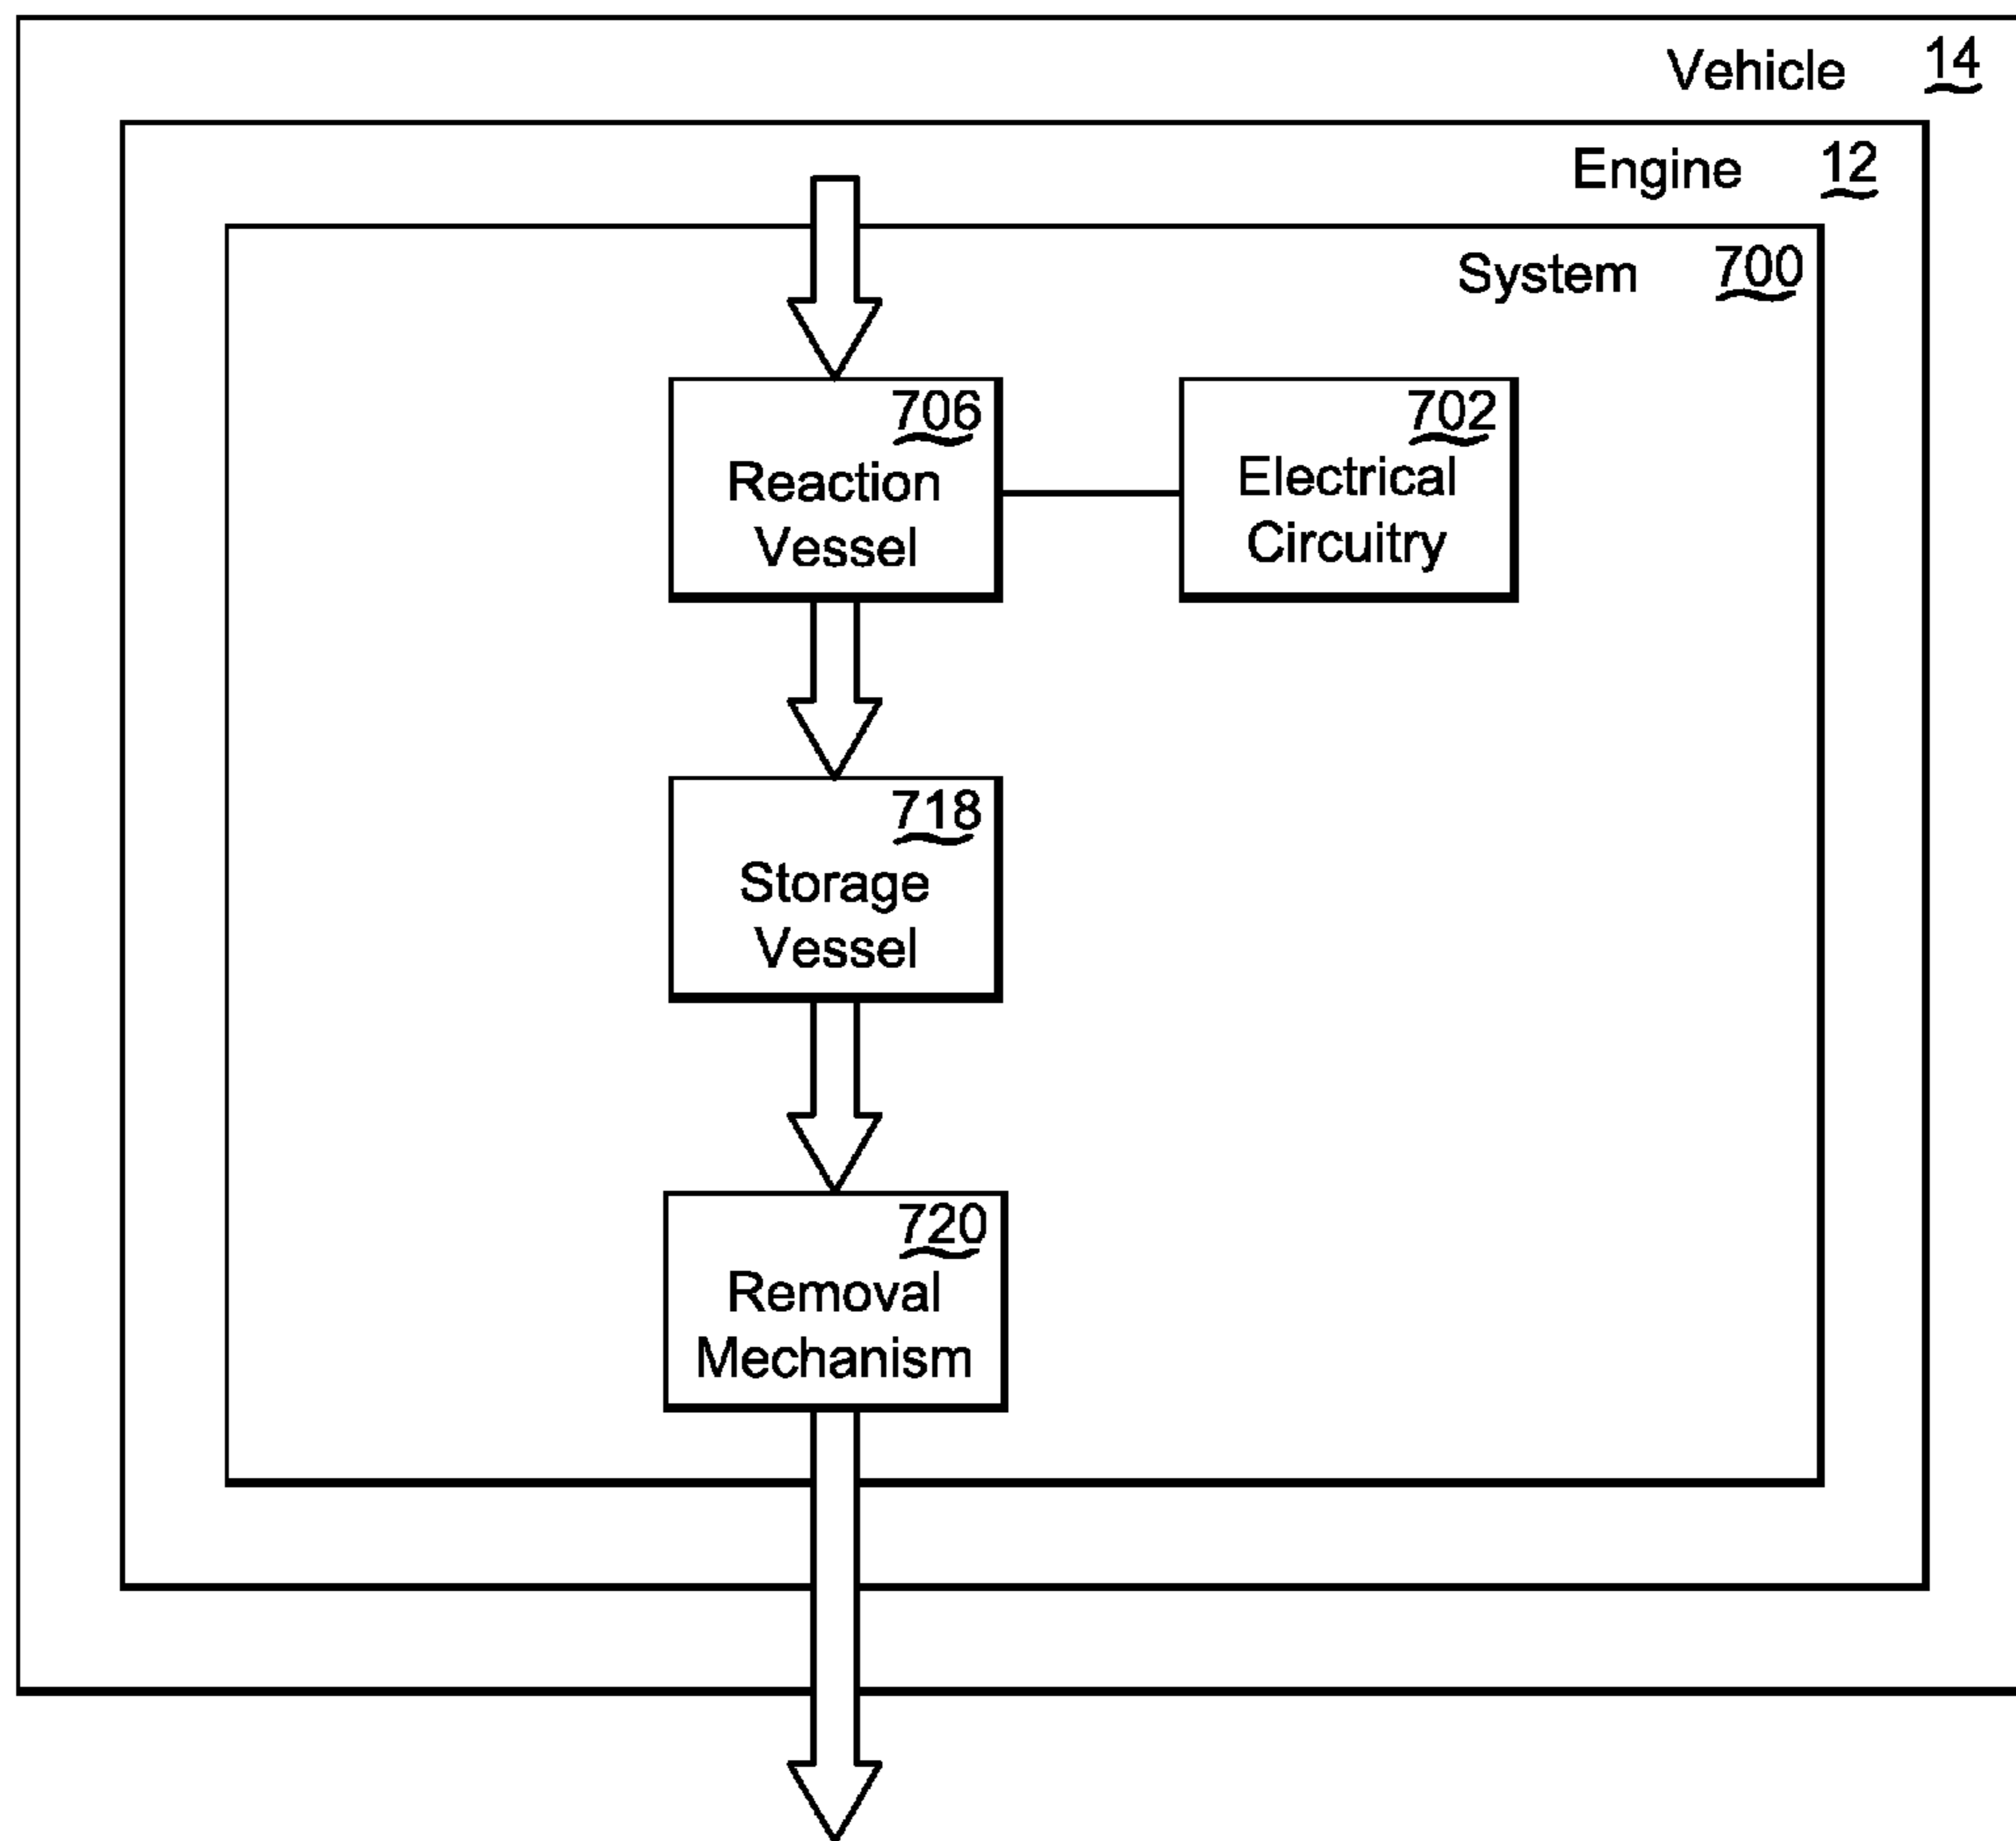 Vehicle 14
Engine 12
System 700
706
Reaction
Vessel
702
Electrical
Circuitry
718
Storage
Vessel
720
Removal
Mechanism